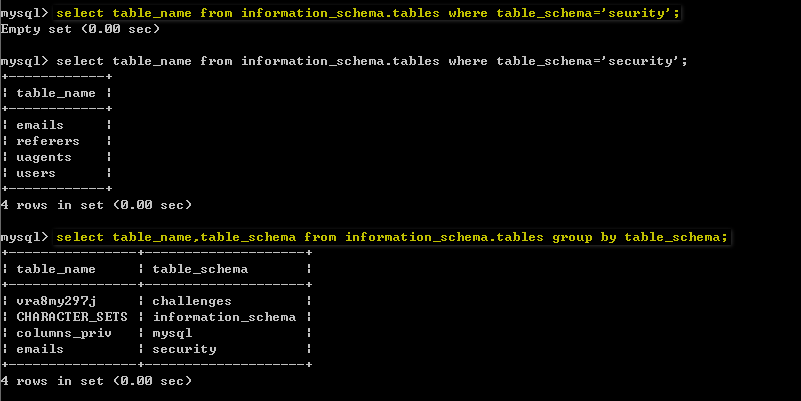 mysql> select table_name from information_schema.tables where table_schema='seurity';
Empty set (0.00 sec)
mysql> select table_name from information_schema.tables where table_schema='security';
+------------+
¦ table_name ¦
+------------+
¦ emails     ¦
¦ referers   ¦
¦ uagents    ¦
¦ users      ¦
+------------+
4 rows in set (0.00 sec)
mysql> select table_name,table_schema from information_schema.tables group by table_schema;
+----------------+--------------------+
¦ table_name     ¦ table_schema       ¦
+----------------+--------------------+
¦ vra8my297j     ¦ challenges         ¦
¦ CHARACTER_SETS ¦ information_schema ¦
¦ columns_priv   ¦ mysql              ¦
¦ emails         ¦ security           ¦
+----------------+--------------------+
4 rows in set (0.00 sec)